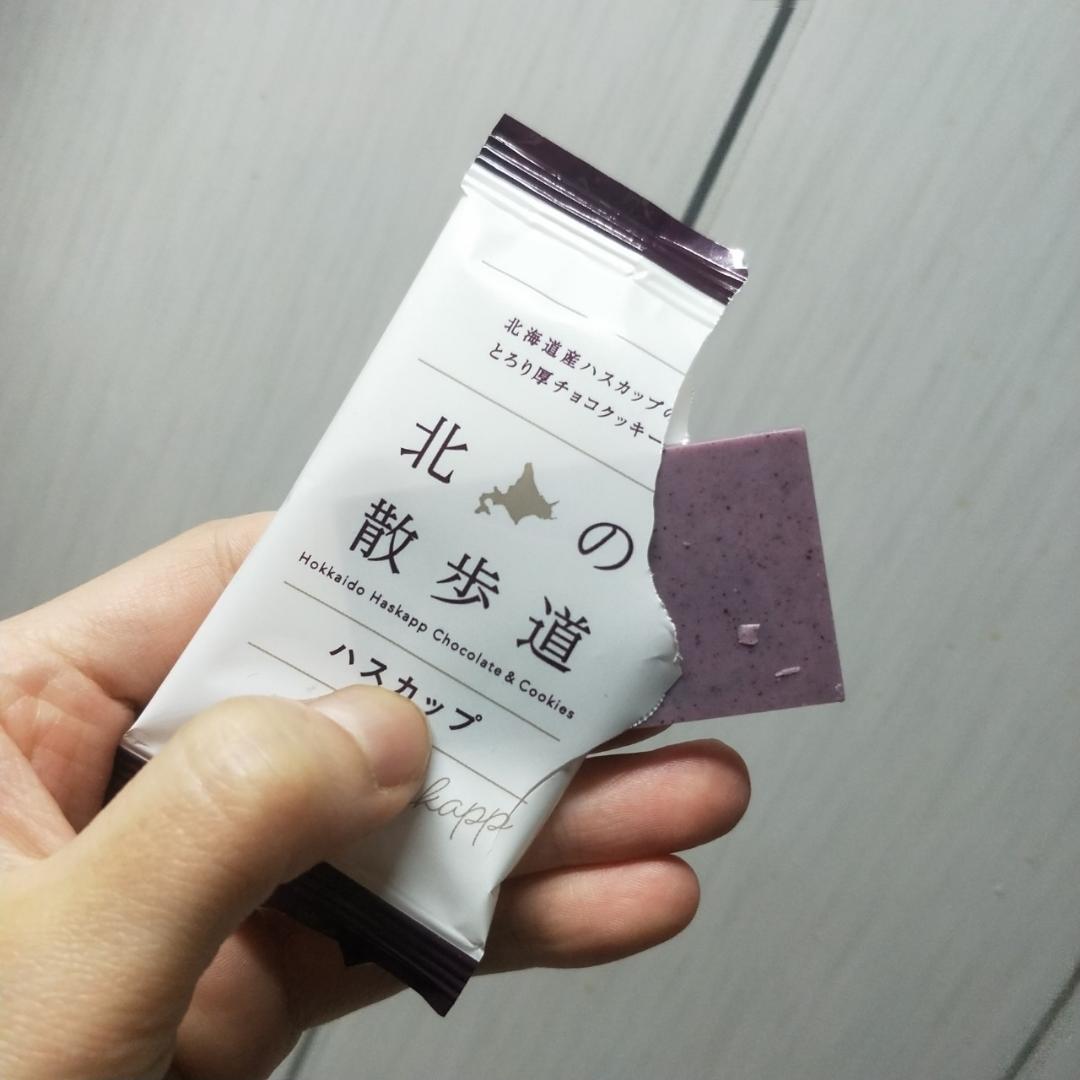 北海道産ハスカップの
とろり厚チョコクッキー
北の
散歩道
Hokkaido Haskapp Chocolate & Cookies
ハスカップ
kapp